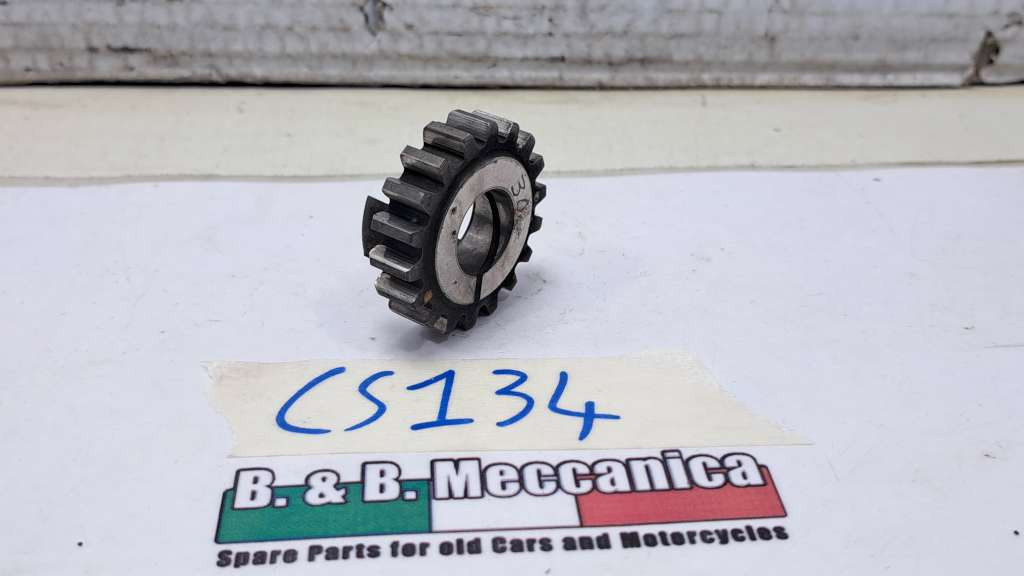 CS134
B. & B. Meccanica
Spare Parts for old Cars and Motorcycles